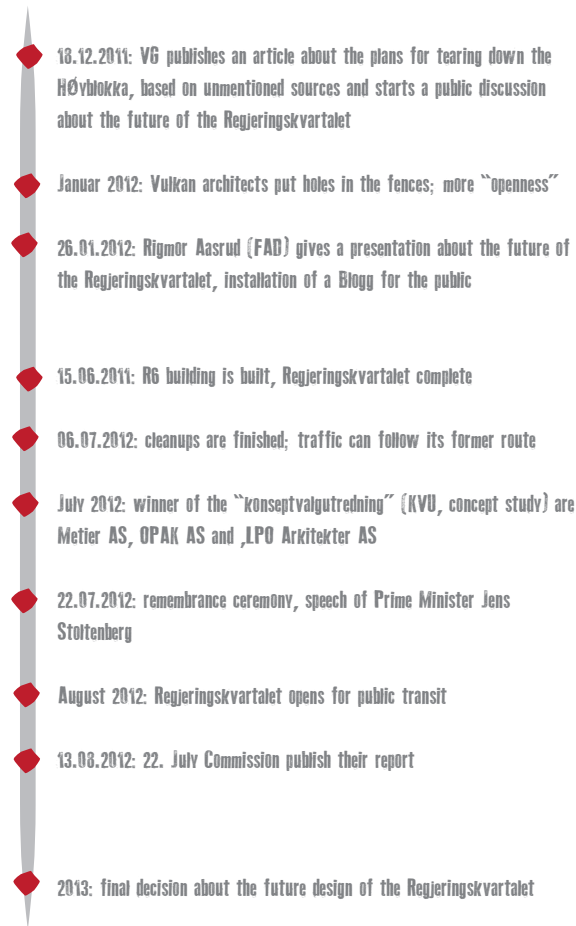 18.12.2011: VG publishes an article about the plans for tearing down the
HØyblokka, based on unmentioned sources and starts a public discussion
about the future of the Regjeringskvartalet
Januar 2012: Vulkan architects put holes in the fences; more “openness”
26.01.2012: Rigmor Aasrud (FAD) gives a presentation about the future of
the Regjeringskvartalet, installation of a Blogg for the public
15.06.2011: R6 building is built, Regjeringskvartalet complete
06.07.2012: cleanups are finished; traffic can follow its former route
July 2012: winner of the “konseptvalgutredning” (KVU, concept study) are
Metier AS, OPAK AS and ,LPO Arkitekter AS
22.07.2012: remembrance ceremony, speech of Prime Minister Jens
Stoltenberg
August 2012: Regjeringskvartalet opens for public transit
13.08.2012: 22. July Commission publish their report
2013: final decision about the future design of the Regjeringskvartalet